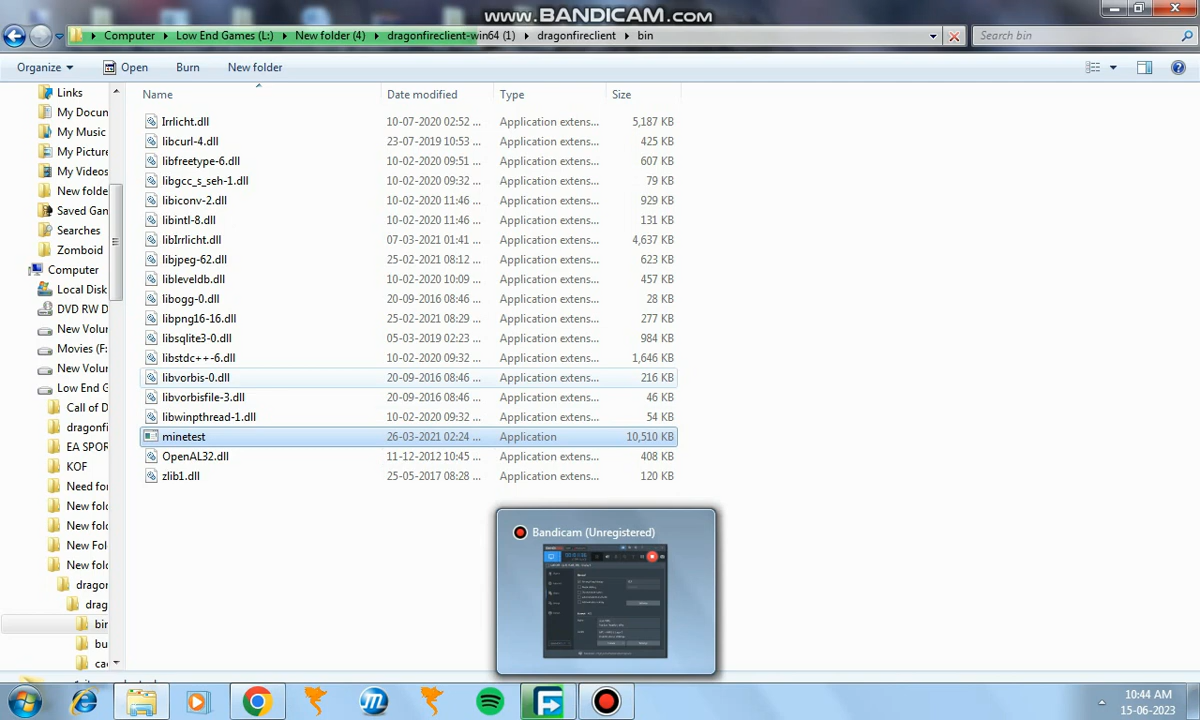 www.BANDICAM.com
Computer Low End Games (L:) New folder (4) dragonfireclient-win64 (1) dragonfireclient bin
Search bin
Organize Open Burn New folder
Name Date modified Type Size
Links
My Docun
My Music
My Picture
My Videos
New folde
Saved Gan
Searches
Zomboid
Computer
Local Disk
DVD RW D
New Volu
Movies (F:
New Volu
Low End G
Call of D
dragonfi
EA SPOR
KOF
Need for
New fold
New fold
New Fol
New fold
dragor
drag
bin
bu
ca
Irrlicht.dll 10-07-2020 02:52 ... Application extens... 5,187 KB
libcurl-4.dll 23-07-2019 10:53 ... Application extens... 425 KB
libfreetype-6.dll 10-02-2020 09:51 ... Application extens... 607 KB
libgcc_s_seh-1.dll 10-02-2020 09:32 ... Application extens... 79 KB
libiconv-2.dll 10-02-2020 11:46 ... Application extens... 929 KB
libintl-8.dll 10-02-2020 11:46 ... Application extens... 131 KB
libIrrlicht.dll 07-03-2021 01:41 ... Application extens... 4,637 KB
libjpeg-62.dll 25-02-2021 08:12 ... Application extens... 623 KB
libleveldb.dll 10-02-2020 10:09 ... Application extens... 457 KB
libogg-0.dll 20-09-2016 08:46 ... Application extens... 28 KB
libpng16-16.dll 25-02-2021 08:29 ... Application extens... 277 KB
libsqlite3-0.dll 05-03-2019 02:23 ... Application extens... 984 KB
libstdc++-6.dll 10-02-2020 09:32 ... Application extens... 1,646 KB
libvorbis-0.dll 20-09-2016 08:46 ... Application extens... 216 KB
libvorbisfile-3.dll 20-09-2016 08:46 ... Application extens... 46 KB
libwinpthread-1.dll 10-02-2020 09:32 ... Application extens... 54 KB
minetest 26-03-2021 02:24 ... Application 10,510 KB
OpenAL32.dll 11-12-2012 10:45 ... Application extens... 408 KB
zlib1.dll 25-05-2017 08:28 ... Application extens... 120 KB
Bandicam (Unregistered)
10:44 AM
15-06-2023